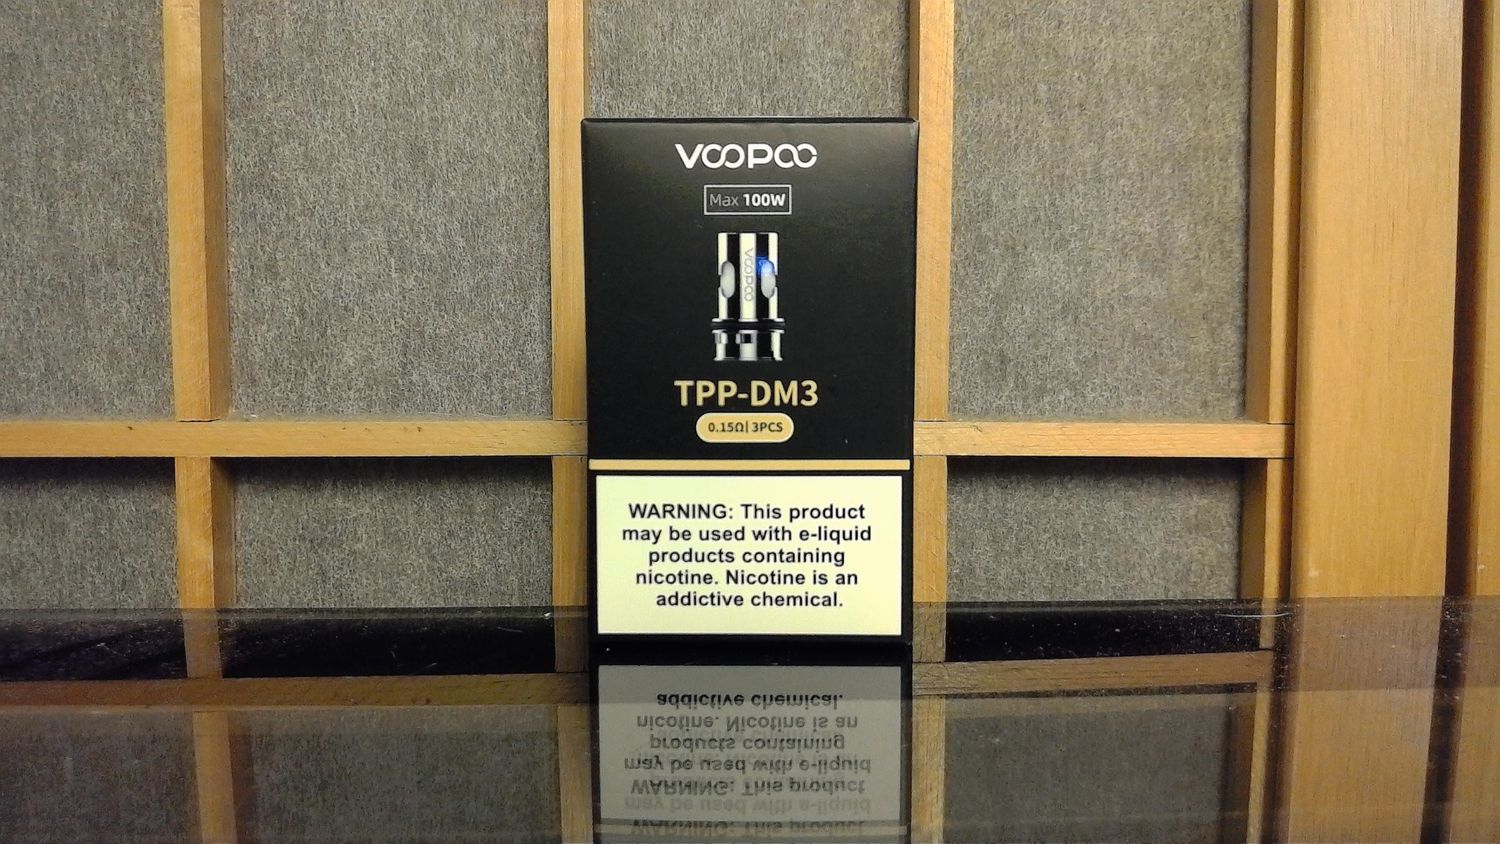 VOOPOO
Max 100W
VOOPOO
TPP-DM3
0.15Ω| 3PCS
WARNING: This product
may be used with e-liquid
products containing
nicotine. Nicotine is an
addictive chemical.